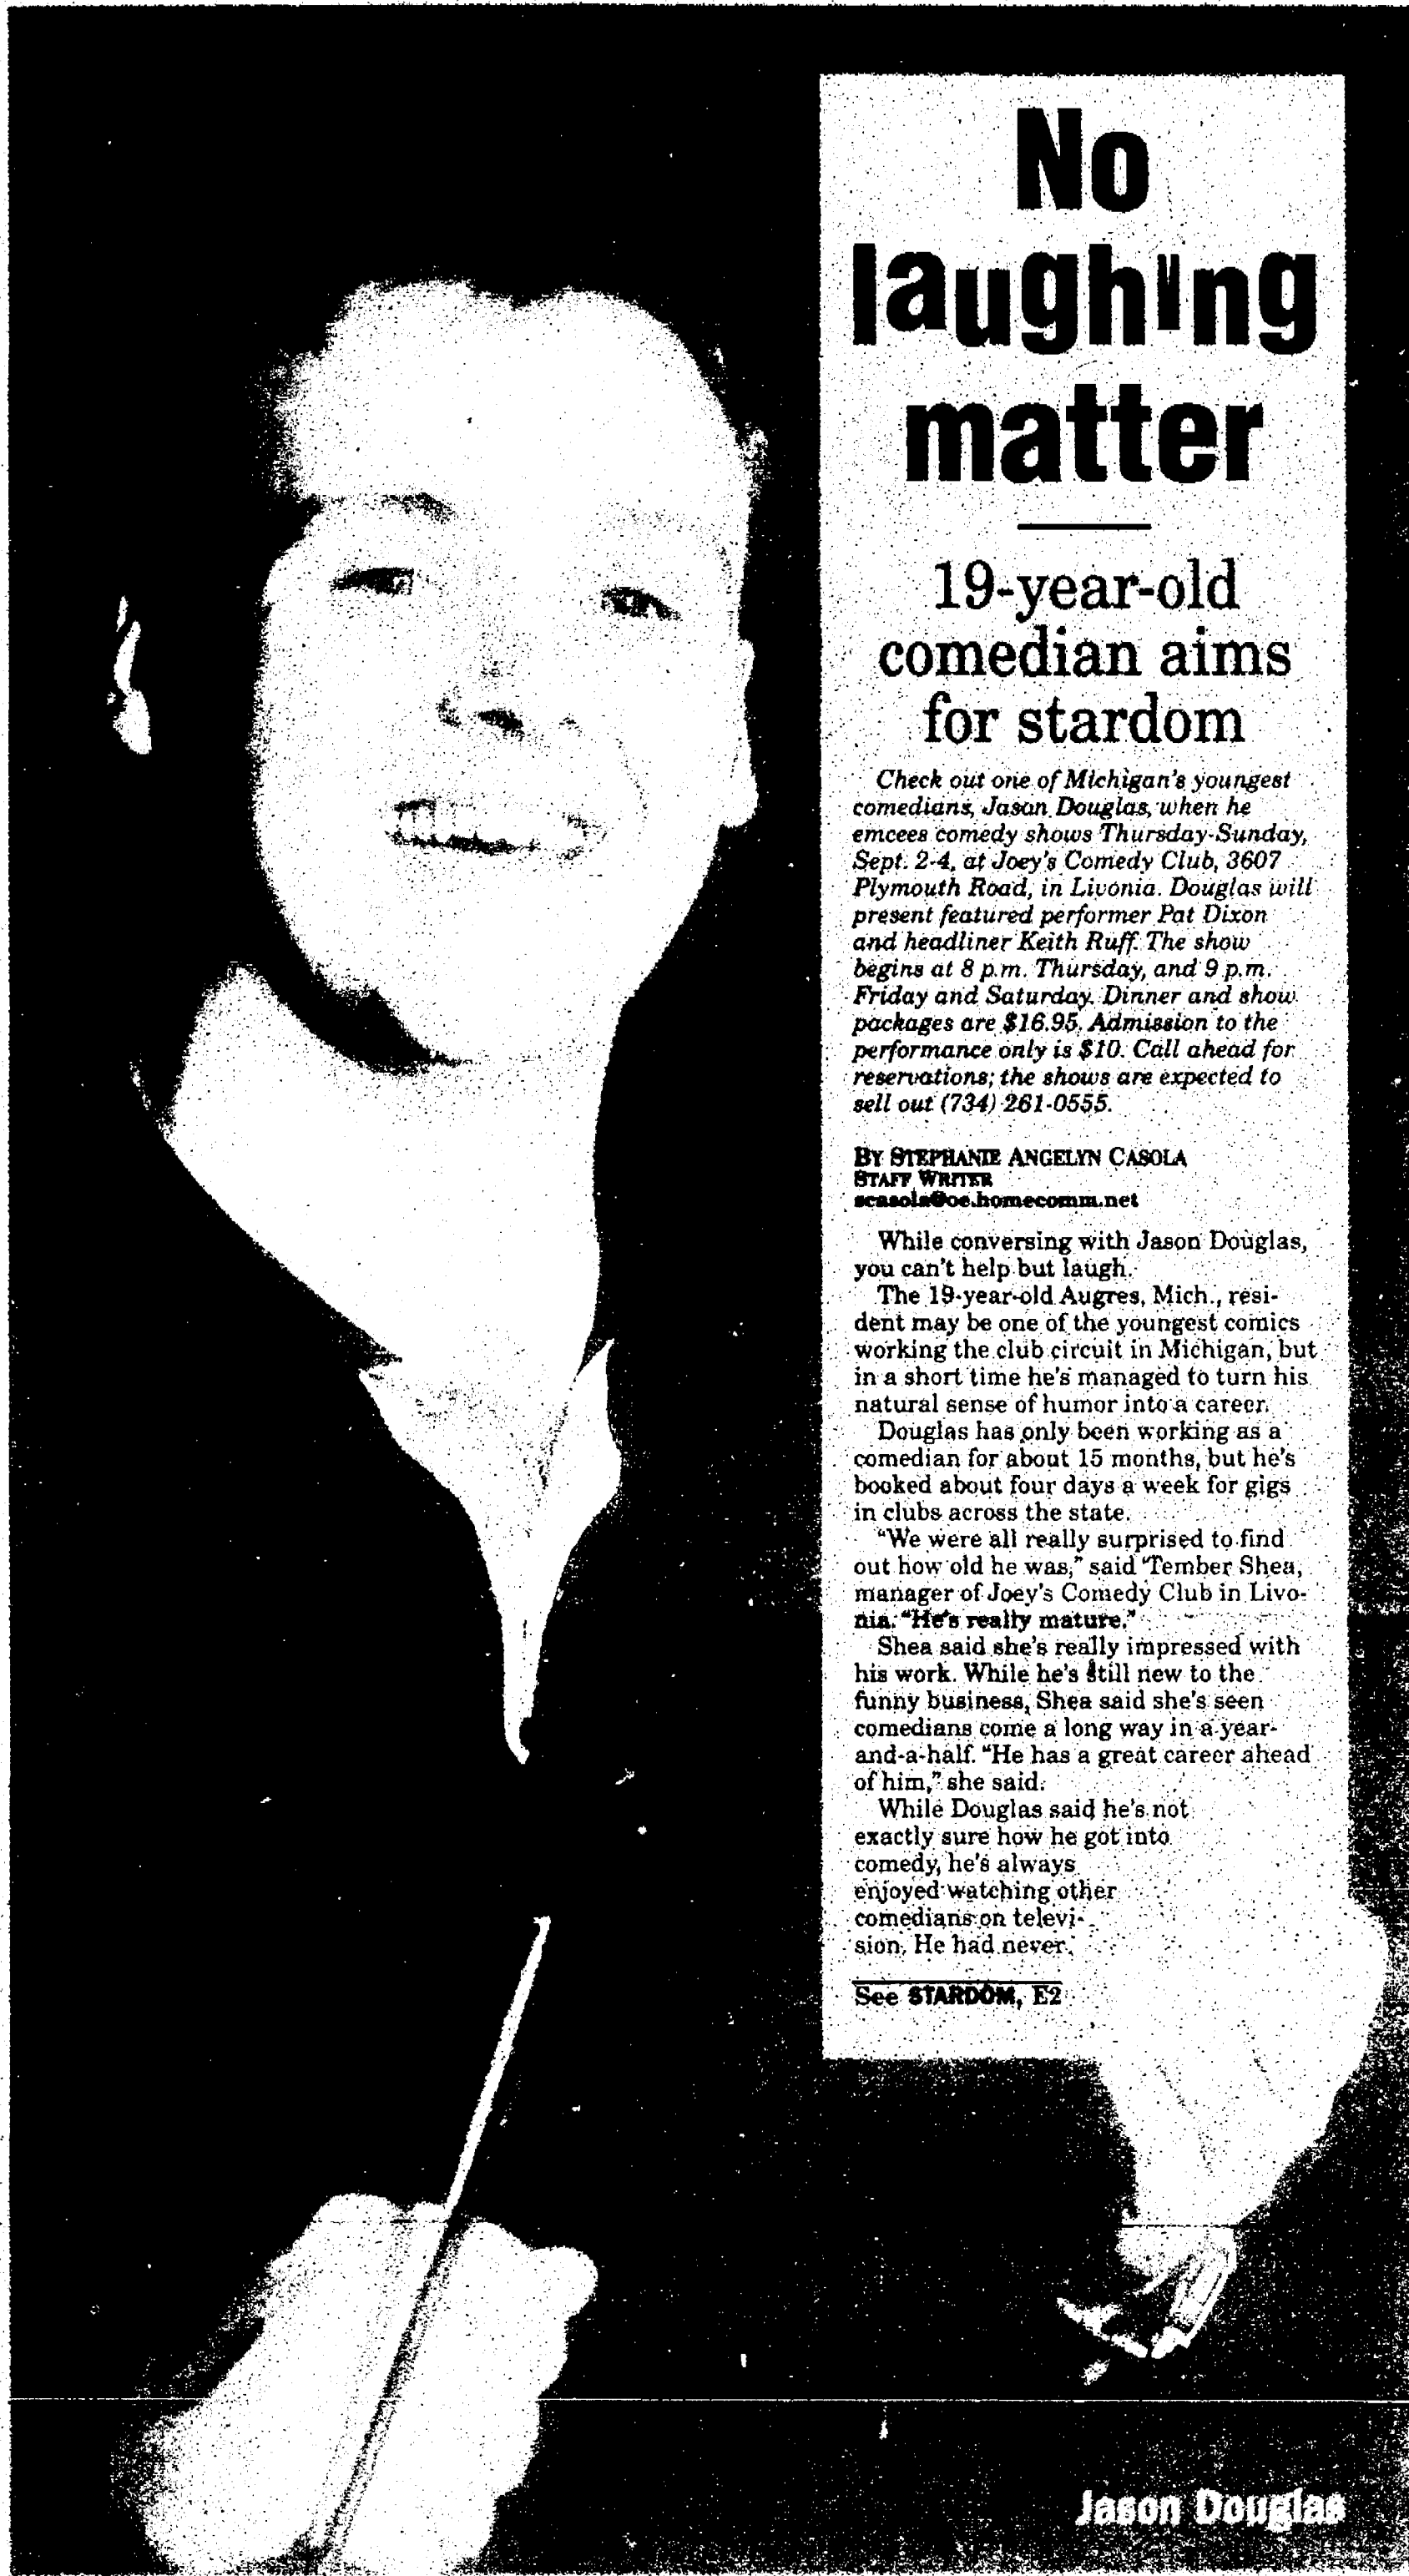 No
laughing
matter
19-year-old
comedian aims
for stardom
Check out one of Michigan's youngest
comedians, Jason Douglas, when he
emcees comedy shows Thursday-Sunday,
Sept. 2-4, at Joey's Comedy Club, 3607
Plymouth Road, in Livonia. Douglas will
present featured performer Pat Dixon
and headliner Keith Ruff. The show
begins at 8 p.m. Thursday, and 9 p.m.
Friday and Saturday. Dinner and show
packages are $16.95. Admission to the
performance only is $10. Call ahead for
reservations; the shows are expected to
sell out (734) 261-0555.
BY STEPHANIE ANGELYN CASOLA
STAFF WRITER
scasola@oe.homecomm.net
While conversing with Jason Douglas,
you can't help but laugh.
The 19-year-old Augres, Mich., resi-
dent may be one of the youngest comics
working the club circuit in Michigan, but
in a short time he's managed to turn his
natural sense of humor into a career.
Douglas has only been working as a
comedian for about 15 months, but he's
booked about four days a week for gigs
in clubs across the state.
"We were all really surprised to find
out how old he was," said Tember Shea,
manager of Joey's Comedy Club in Livo-
nia. "He's really mature."
Shea said she's really impressed with
his work. While he's still new to the
funny business, Shea said she's seen
comedians come a long way in a year-
and-a-half. "He has a great career ahead
of him," she said.
While Douglas said he's not
exactly sure how he got into
comedy, he's always
enjoyed watching other
comedians on televi-
sion. He had never
See STARDOM, E2
Jason Douglas